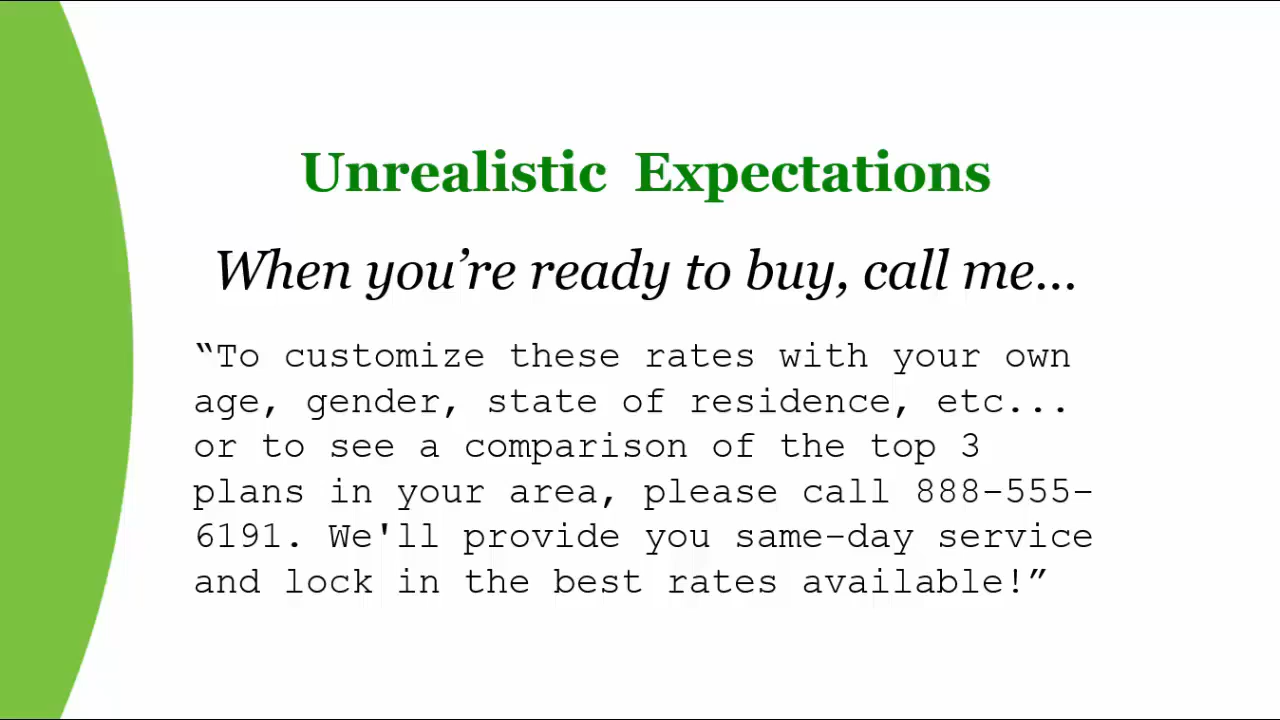 Unrealistic Expectations
When you’re ready to buy, call me...
“To customize these rates with your own
age, gender, state of residence, etc...
or to see a comparison of the top 3
plans in your area, please call 888-555-
6191. We'll provide you same-day service
and lock in the best rates available!”